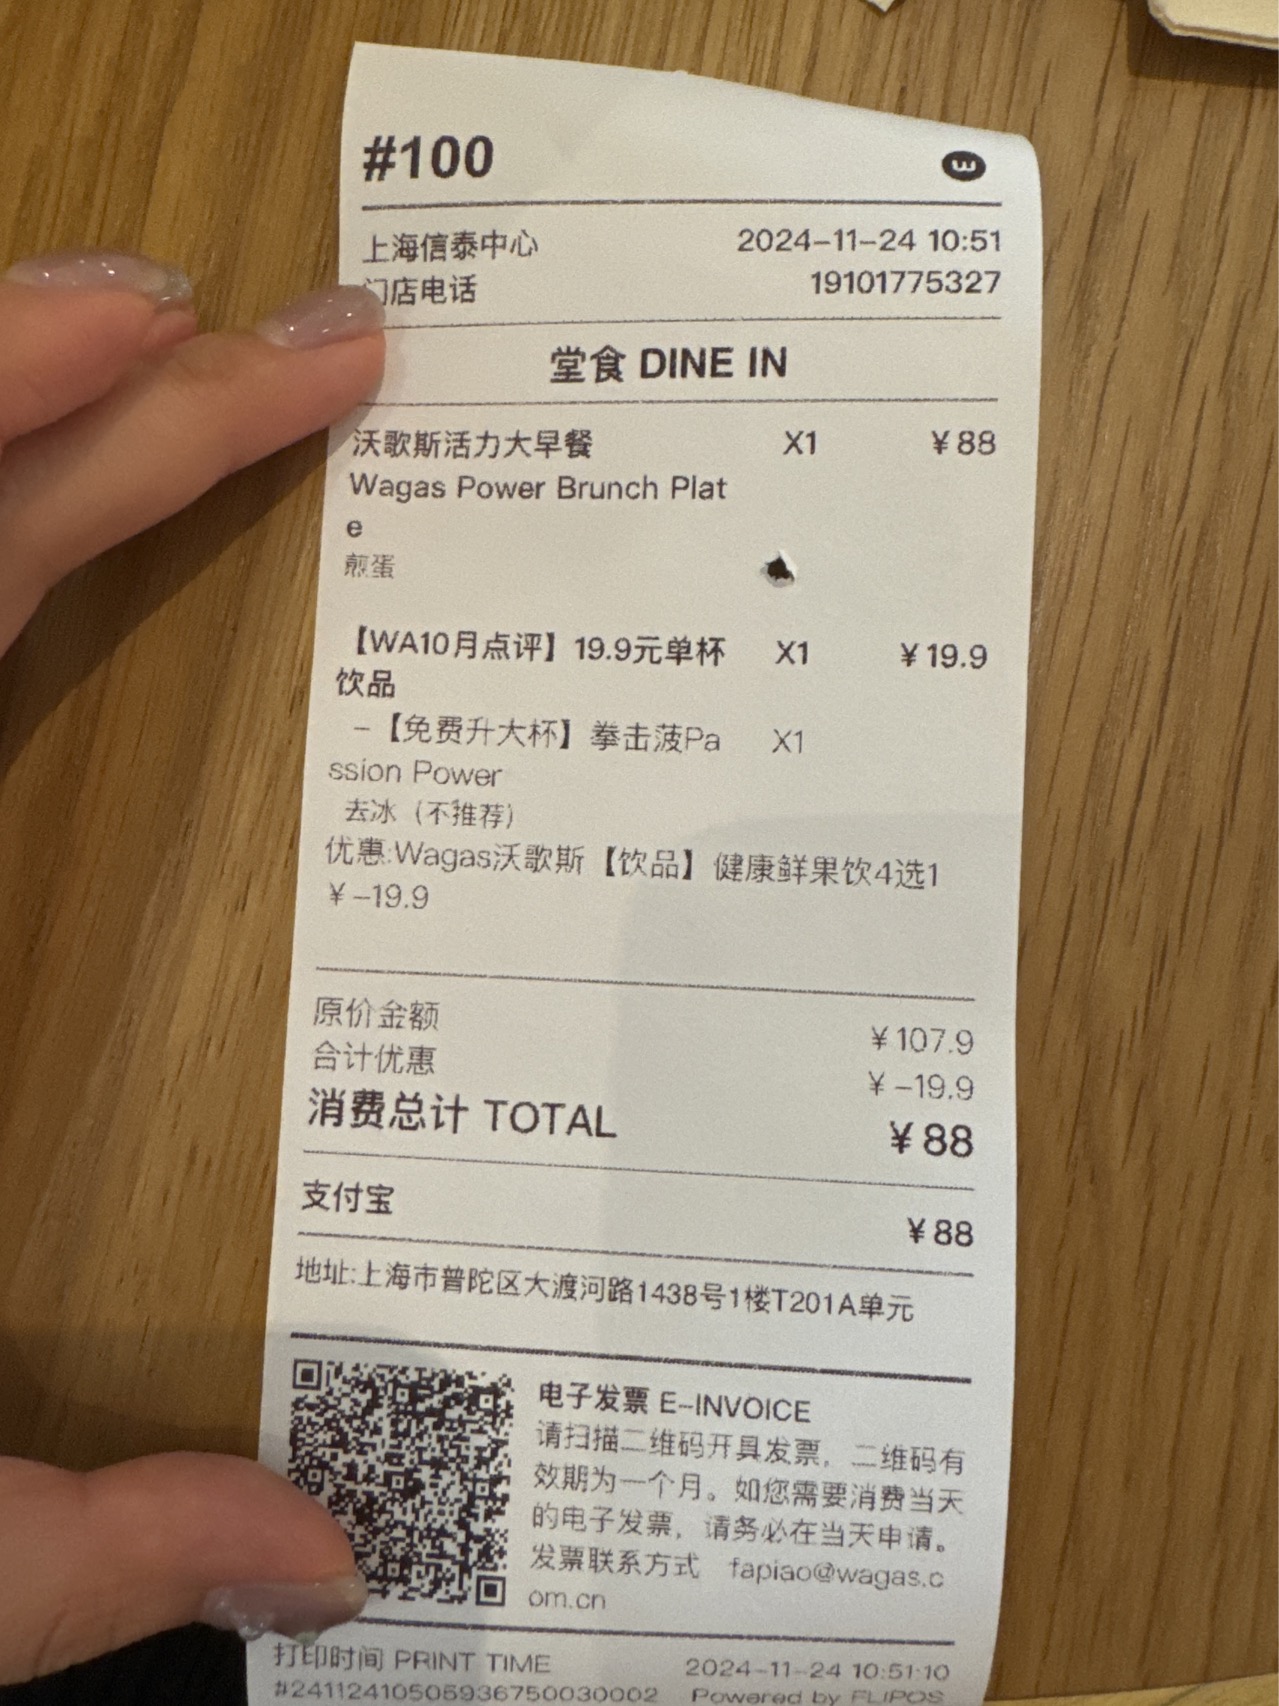 #100
上海信泰中心 2024-11-24 10:51
门店电话 19101775327
堂食 DINE IN
沃歌斯活力大早餐 X1 ¥88
Wagas Power Brunch Plat
e
煎蛋
【WA10月点评】19.9元单杯 X1 ¥19.9
饮品
-【免费升大杯】拳击菠Pa X1
ssion Power
去冰（不推荐）
优惠:Wagas沃歌斯【饮品】健康鲜果饮4选1
¥-19.9
原价金额 ¥107.9
合计优惠 ¥-19.9
消费总计 TOTAL ¥88
支付宝 ¥88
地址:上海市普陀区大渡河路1438号1楼T201A单元
电子发票 E-INVOICE
请扫描二维码开具发票，二维码有
效期为一个月。如您需要消费当天
的电子发票，请务必在当天申请。
发票联系方式 fapiao@wagas.c
om.cn
打印时间 PRINT TIME 2024-11-24 10:51:10
#24112410505936750030002 Powered by FLIPOS